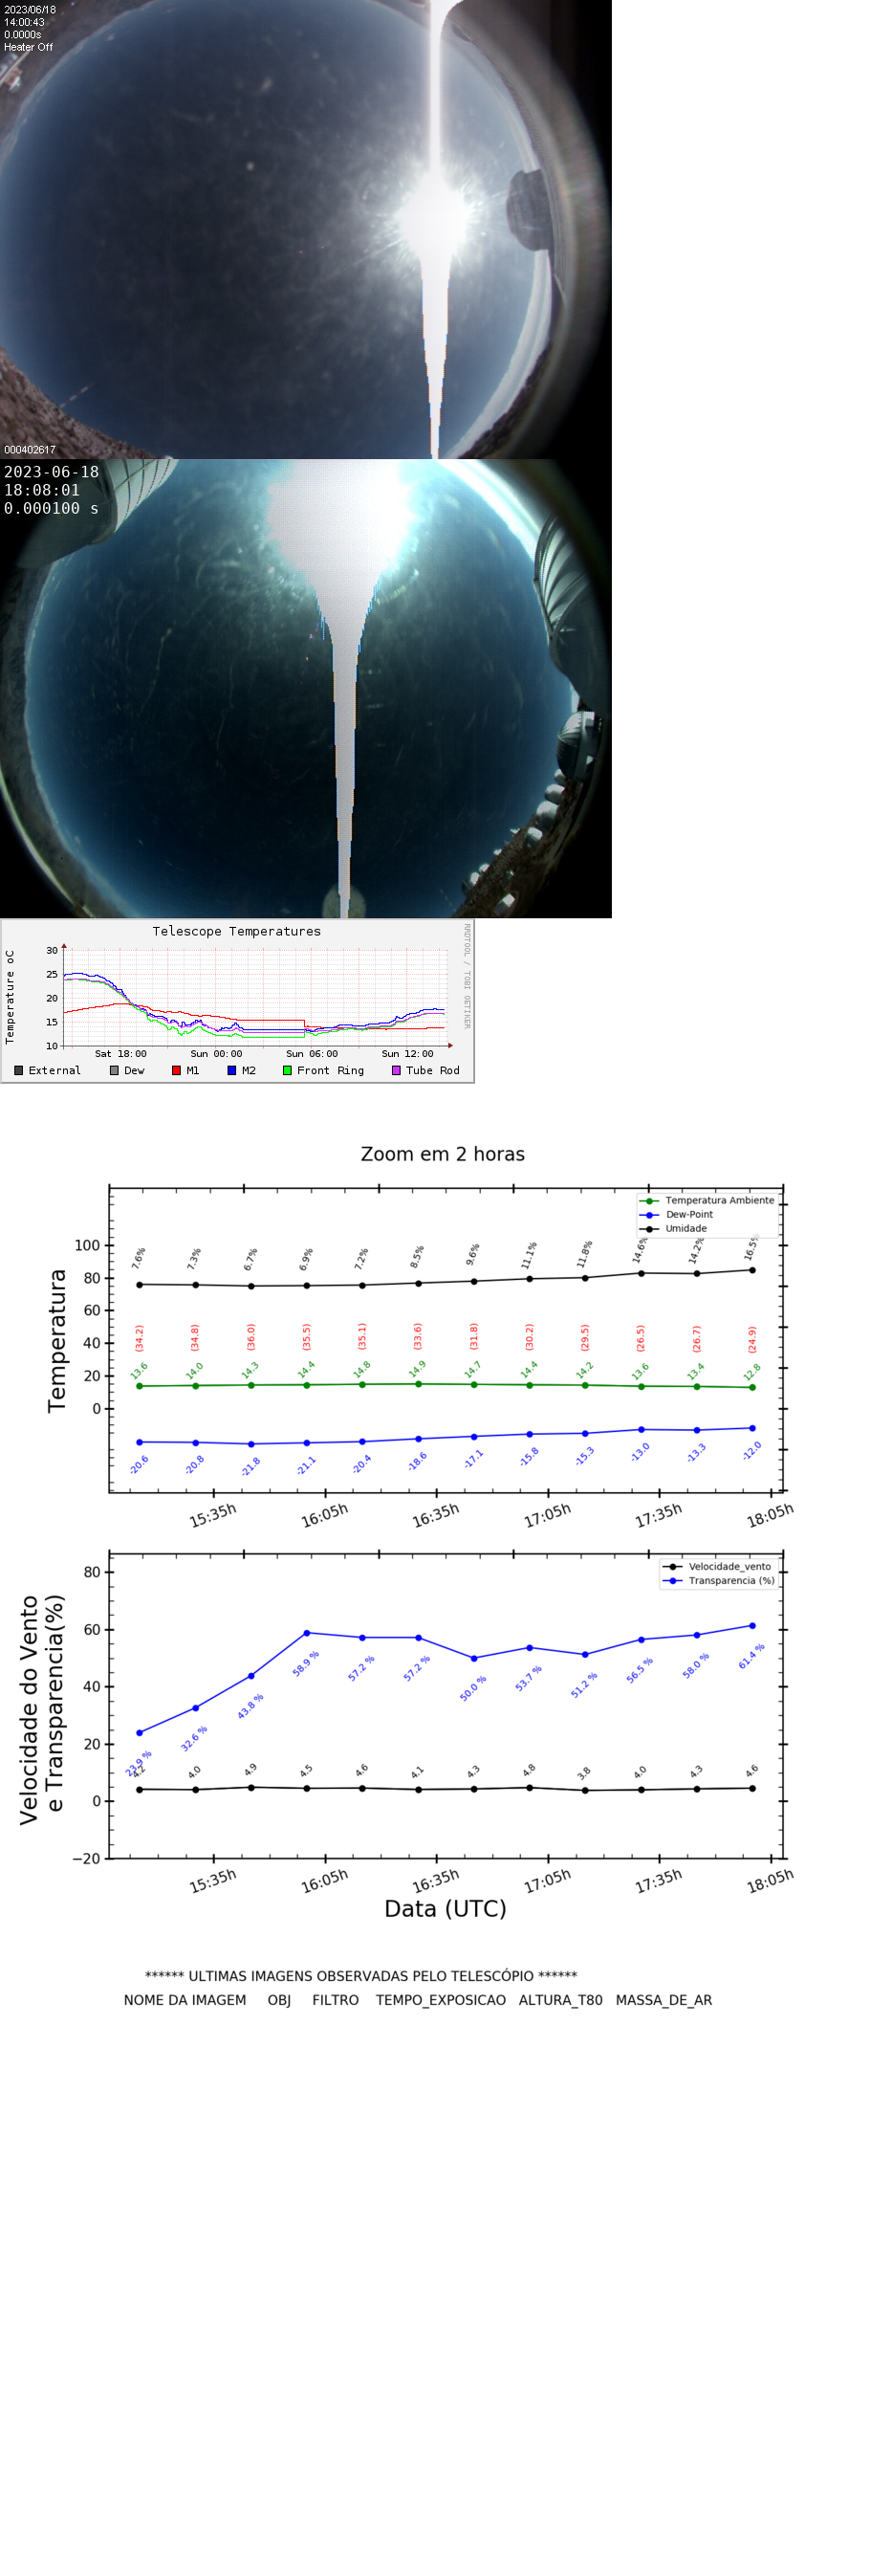 2023/06/18
14:00:43
0.0000s
Heater Off
000402617
2023-06-18
18:08:01
0.000100 s
Telescope Temperatures
RRDTOOL / TOBI OETIKER
Temperature oC
30
25
20
15
10
Sat 18:00 Sun 00:00 Sun 06:00 Sun 12:00
External Dew M1 M2 Front Ring Tube Rod
Zoom em 2 horas
Temperatura Ambiente
Dew-Point
Umidade
Temperatura
100
80
60
40
20
0
7.6% 7.3% 6.7% 6.9% 7.2% 8.5% 9.6% 11.1% 11.8% 14.6% 14.2% 16.5%
(34.2) (34.8) (36.0) (35.5) (35.1) (33.6) (31.8) (30.2) (29.5) (26.5) (26.7) (24.9)
13.6 14.0 14.3 14.4 14.8 14.9 14.7 14.4 14.2 13.6 13.4 12.8
-20.6 -20.8 -21.8 -21.1 -20.4 -18.6 -17.1 -15.8 -15.3 -13.0 -13.3 -12.0
15:35h 16:05h 16:35h 17:05h 17:35h 18:05h
Velocidade_vento
Transparencia (%)
Velocidade do Vento
e Transparencia(%)
80
60
40
20
0
−20
23.9 % 32.6 % 43.8 % 58.9 % 57.2 % 57.2 % 50.0 % 53.7 % 51.2 % 56.5 % 58.0 % 61.4 %
4.2 4.0 4.9 4.5 4.6 4.1 4.3 4.8 3.8 4.0 4.3 4.6
15:35h 16:05h 16:35h 17:05h 17:35h 18:05h
Data (UTC)
****** ULTIMAS IMAGENS OBSERVADAS PELO TELESCÓPIO ******
NOME DA IMAGEM OBJ FILTRO TEMPO_EXPOSICAO ALTURA_T80 MASSA_DE_AR